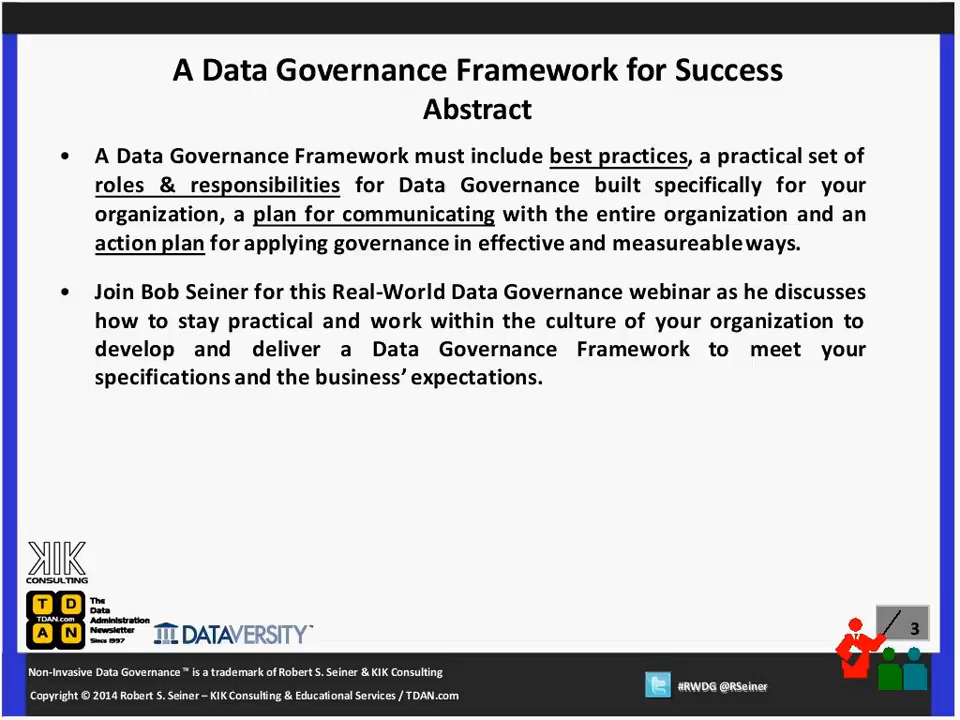 A Data Governance Framework for Success
Abstract
• A Data Governance Framework must include best practices, a practical set of
roles & responsibilities for Data Governance built specifically for your
organization, a plan for communicating with the entire organization and an
action plan for applying governance in effective and measureable ways.
• Join Bob Seiner for this Real-World Data Governance webinar as he discusses
how to stay practical and work within the culture of your organization to
develop and deliver a Data Governance Framework to meet your
specifications and the business’ expectations.
KIK
CONSULTING
T D
TDAN.com
A N
The
Data
Administration
Newsletter
Since 1997
DATAVERSITY™
3
Non-Invasive Data Governance™ is a trademark of Robert S. Seiner & KIK Consulting
Copyright © 2014 Robert S. Seiner – KIK Consulting & Educational Services / TDAN.com
#RWDG @RSeiner